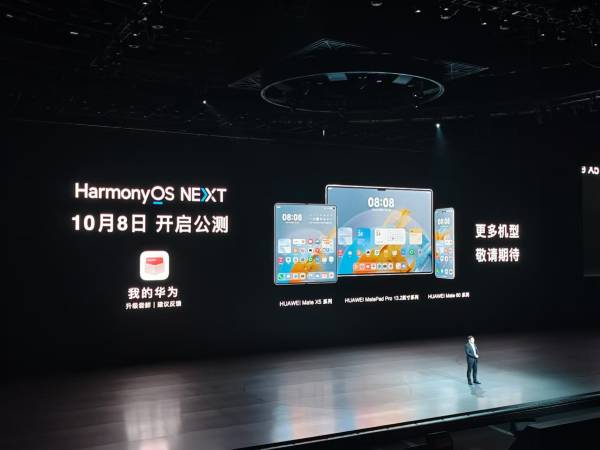 HarmonyOS NEXT
10月8日 开启公测
我的华为
升级尝鲜 | 建议反馈
08:08
08:08
08:08
HUAWEI Mate X5 系列
HUAWEI MatePad Pro 13.2英寸系列
HUAWEI Mate 60 系列
更多机型
敬请期待